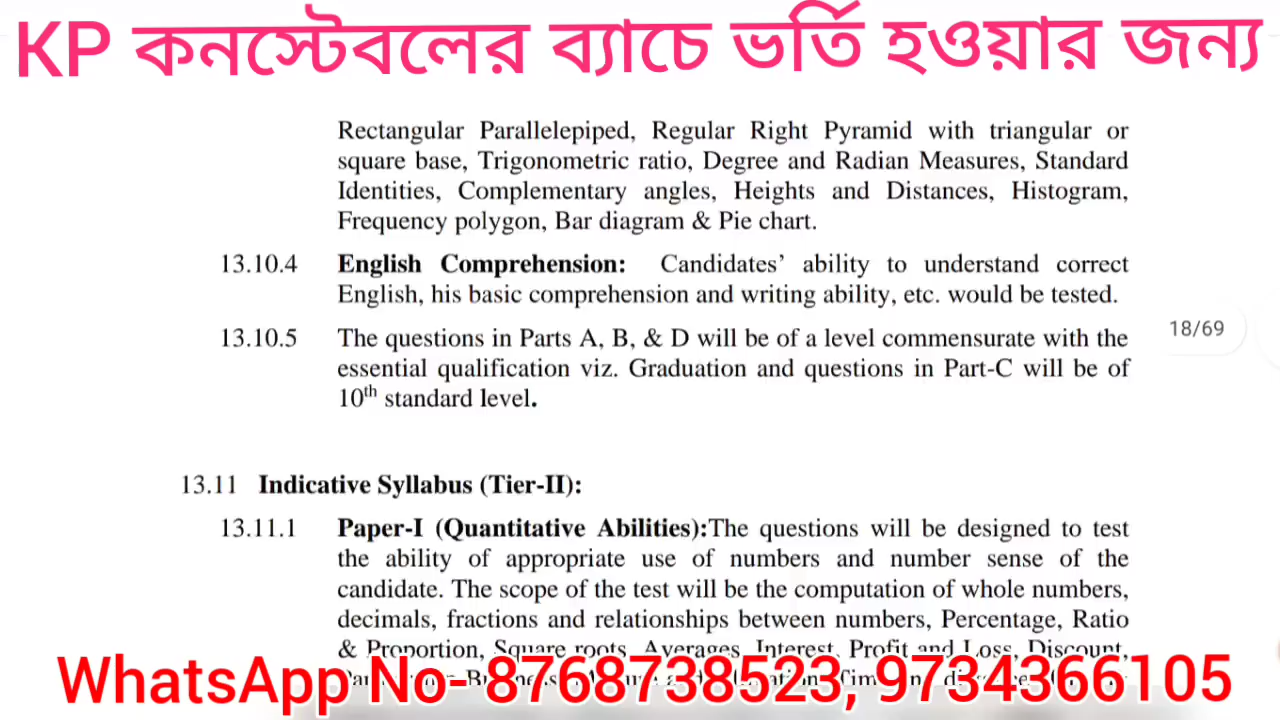 KP কনস্টেবলের ব্যাচে ভর্তি হওয়ার জন্য
Rectangular Parallelepiped, Regular Right Pyramid with triangular or
square base, Trigonometric ratio, Degree and Radian Measures, Standard
Identities, Complementary angles, Heights and Distances, Histogram,
Frequency polygon, Bar diagram & Pie chart.
13.10.4 English Comprehension: Candidates’ ability to understand correct
English, his basic comprehension and writing ability, etc. would be tested.
13.10.5 The questions in Parts A, B, & D will be of a level commensurate with the
18/69
essential qualification viz. Graduation and questions in Part-C will be of
10th standard level.
13.11 Indicative Syllabus (Tier-II):
13.11.1 Paper-I (Quantitative Abilities):The questions will be designed to test
the ability of appropriate use of numbers and number sense of the
candidate. The scope of the test will be the computation of whole numbers,
decimals, fractions and relationships between numbers, Percentage, Ratio
& Proportion, Square roots, Averages, Interest, Profit and Loss, Discount,
WhatsApp No- 8768738523, 9734366105